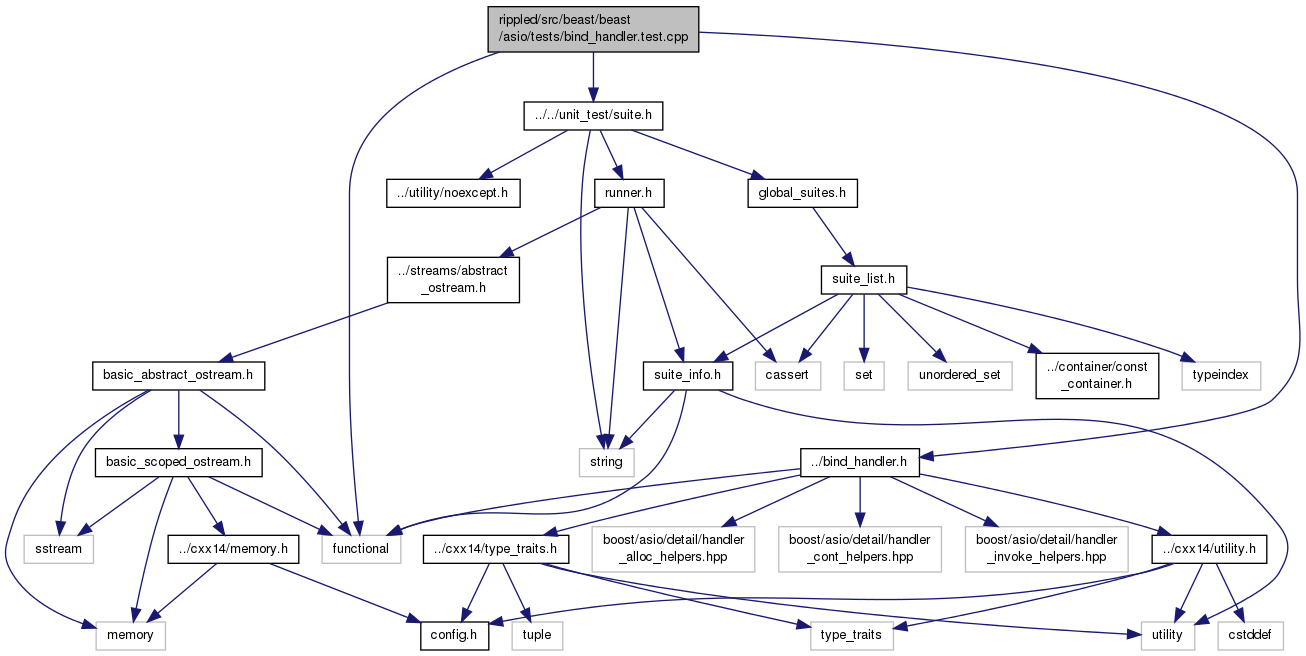 rippled/src/beast/beast
/asio/tests/bind_handler.test.cpp
../../unit_test/suite.h
../utility/noexcept.h
runner.h
global_suites.h
../streams/abstract
_ostream.h
suite_list.h
basic_abstract_ostream.h
suite_info.h
cassert
set
unordered_set
../container/const
_container.h
typeindex
basic_scoped_ostream.h
string
../bind_handler.h
sstream
../cxx14/memory.h
functional
../cxx14/type_traits.h
boost/asio/detail/handler
_alloc_helpers.hpp
boost/asio/detail/handler
_cont_helpers.hpp
boost/asio/detail/handler
_invoke_helpers.hpp
../cxx14/utility.h
memory
config.h
tuple
type_traits
utility
cstddef